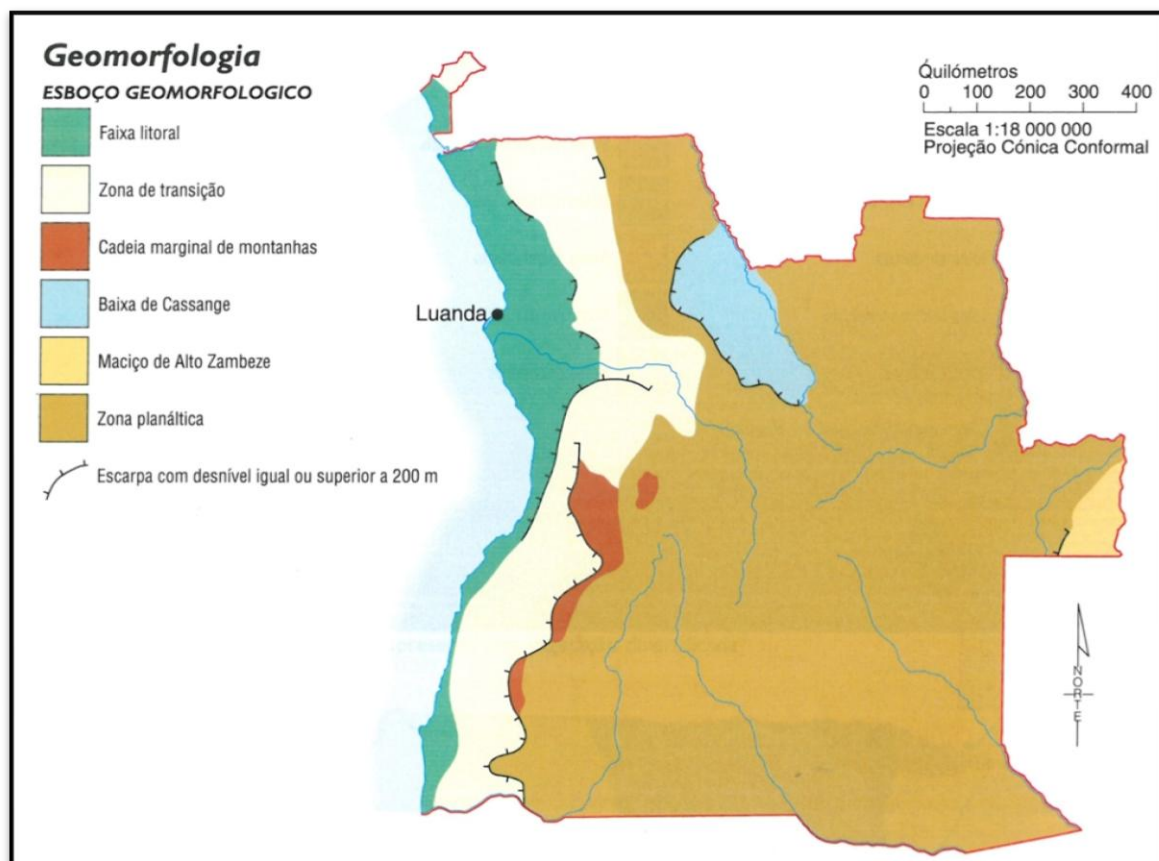 Geomorfologia
ESBOÇO GEOMORFOLOGICO
Faixa litoral
Zona de transição
Cadeia marginal de montanhas
Baixa de Cassange
Maciço de Alto Zambeze
Zona planáltica
Escarpa com desnível igual ou superior a 200 m
Quilómetros
0 100 200 300 400
Escala 1:18 000 000
Projeção Cónica Conformal
Luanda
NORTE